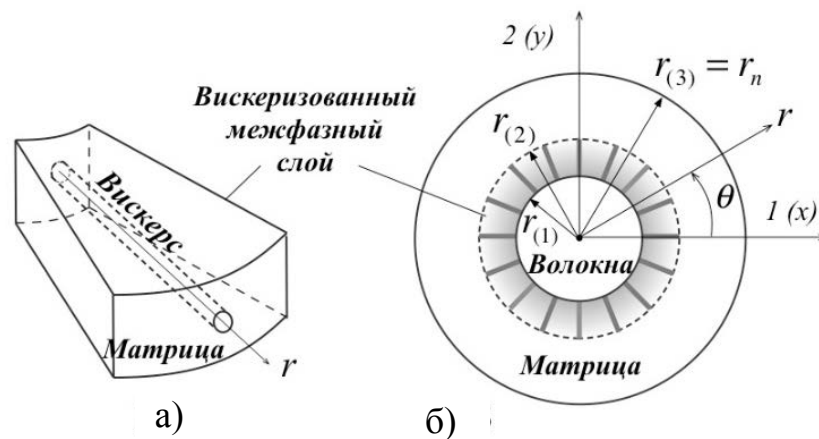 Вискеризованный
межфазный
слой
Вискерс
Матрица
r
а)
2 (y)
r(3) = rn
r(2)
r
r(1)
θ
1 (x)
Волокна
Матрица
б)